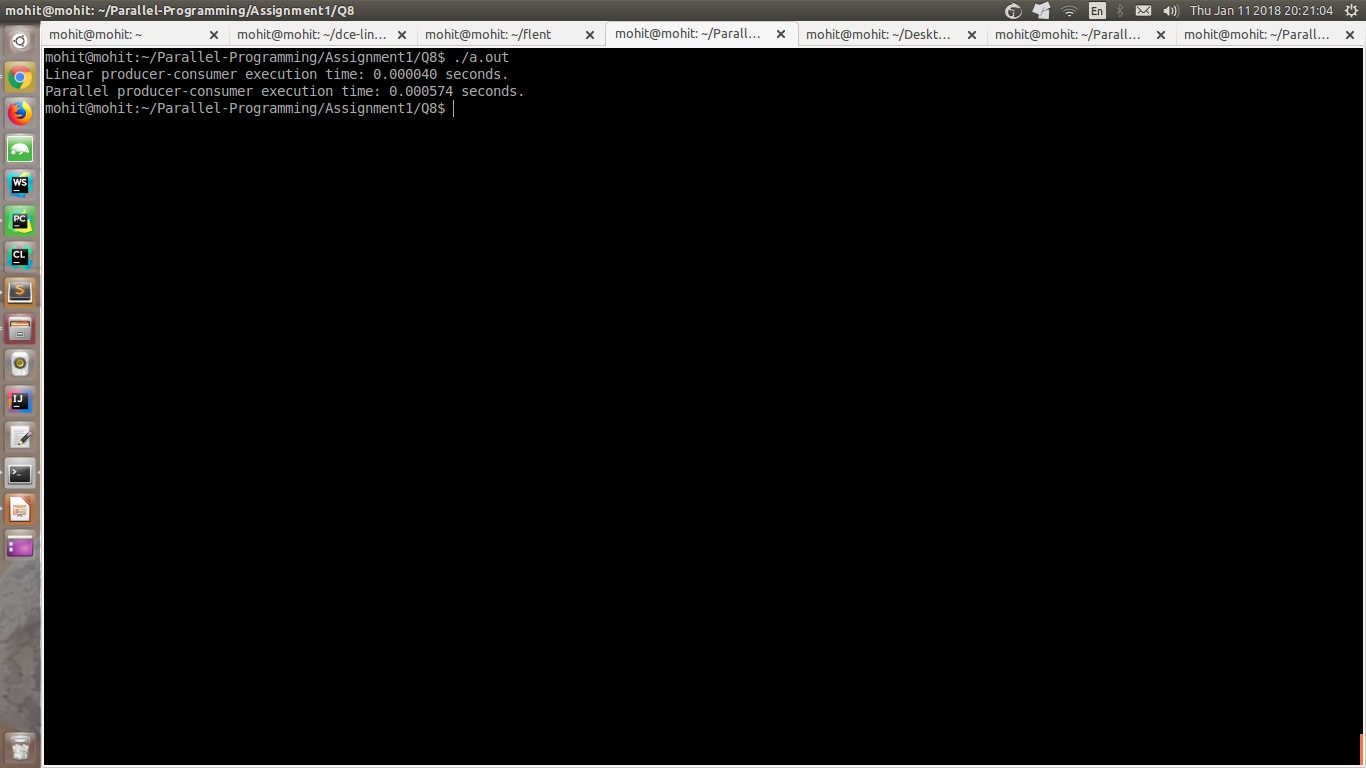 mohit@mohit: ~/Parallel-Programming/Assignment1/Q8
En
Thu Jan 11 2018 20:21:04
mohit@mohit: ~
mohit@mohit: ~/dce-lin…
mohit@mohit: ~/flent
mohit@mohit: ~/Parall…
mohit@mohit: ~/Deskt…
mohit@mohit: ~/Parall…
mohit@mohit: ~/Parall…
mohit@mohit:~/Parallel-Programming/Assignment1/Q8$ ./a.out
Linear producer-consumer execution time: 0.000040 seconds.
Parallel producer-consumer execution time: 0.000574 seconds.
mohit@mohit:~/Parallel-Programming/Assignment1/Q8$
WS
PC
CL
S
IJ